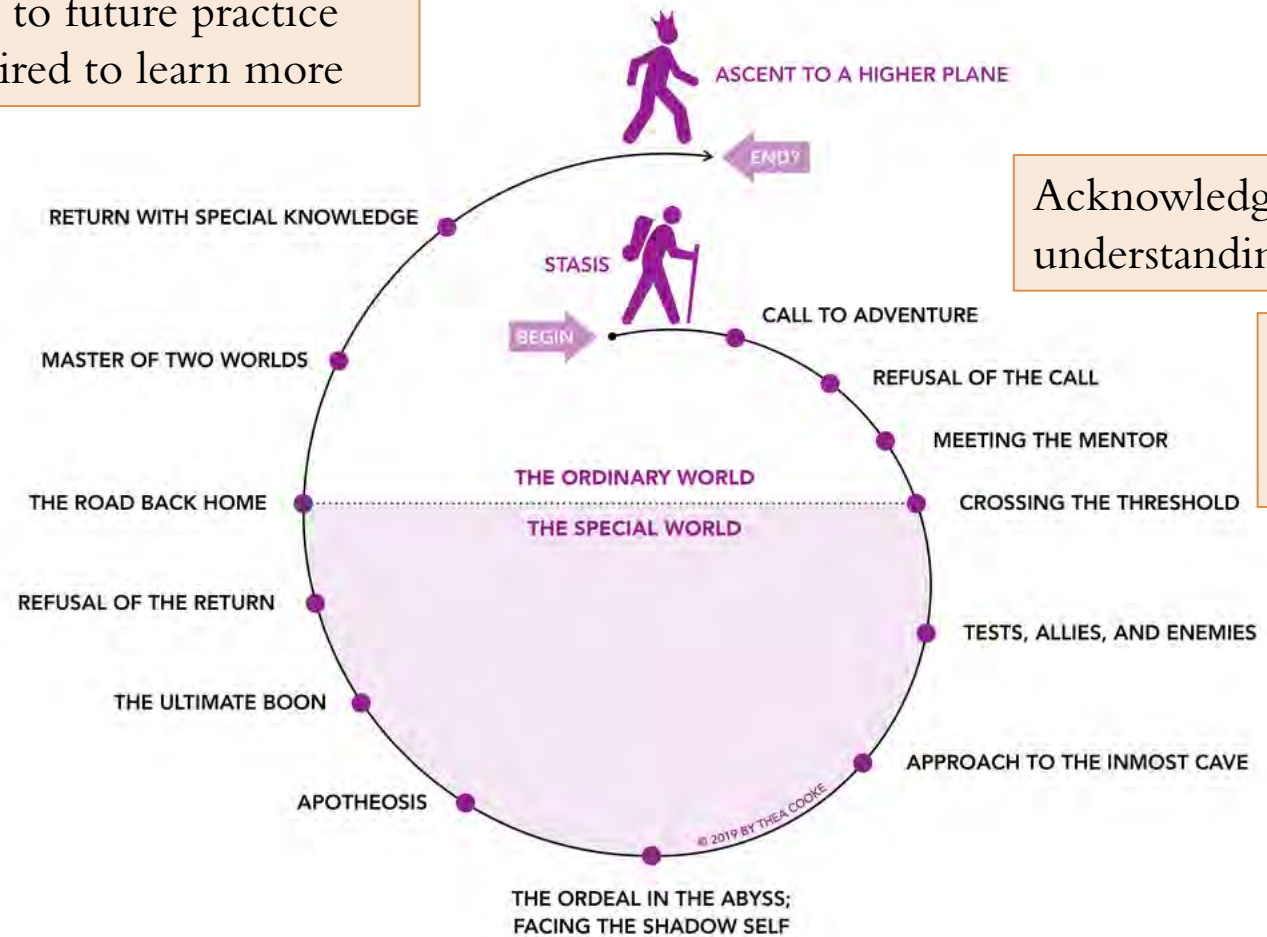 to future practice
ired to learn more
ASCENT TO A HIGHER PLANE
END?
RETURN WITH SPECIAL KNOWLEDGE
Acknowledg
understandin
STASIS
BEGIN
CALL TO ADVENTURE
MASTER OF TWO WORLDS
REFUSAL OF THE CALL
MEETING THE MENTOR
THE ORDINARY WORLD
THE ROAD BACK HOME
CROSSING THE THRESHOLD
THE SPECIAL WORLD
REFUSAL OF THE RETURN
TESTS, ALLIES, AND ENEMIES
THE ULTIMATE BOON
APPROACH TO THE INMOST CAVE
APOTHEOSIS
© 2019 BY THEA COOKE
THE ORDEAL IN THE ABYSS;
FACING THE SHADOW SELF